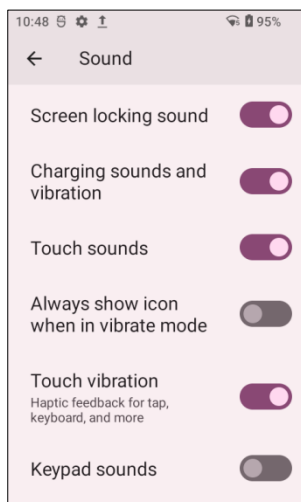 10:48 95%
Sound
Screen locking sound
Charging sounds and
vibration
Touch sounds
Always show icon
when in vibrate mode
Touch vibration
Haptic feedback for tap,
keyboard, and more
Keypad sounds